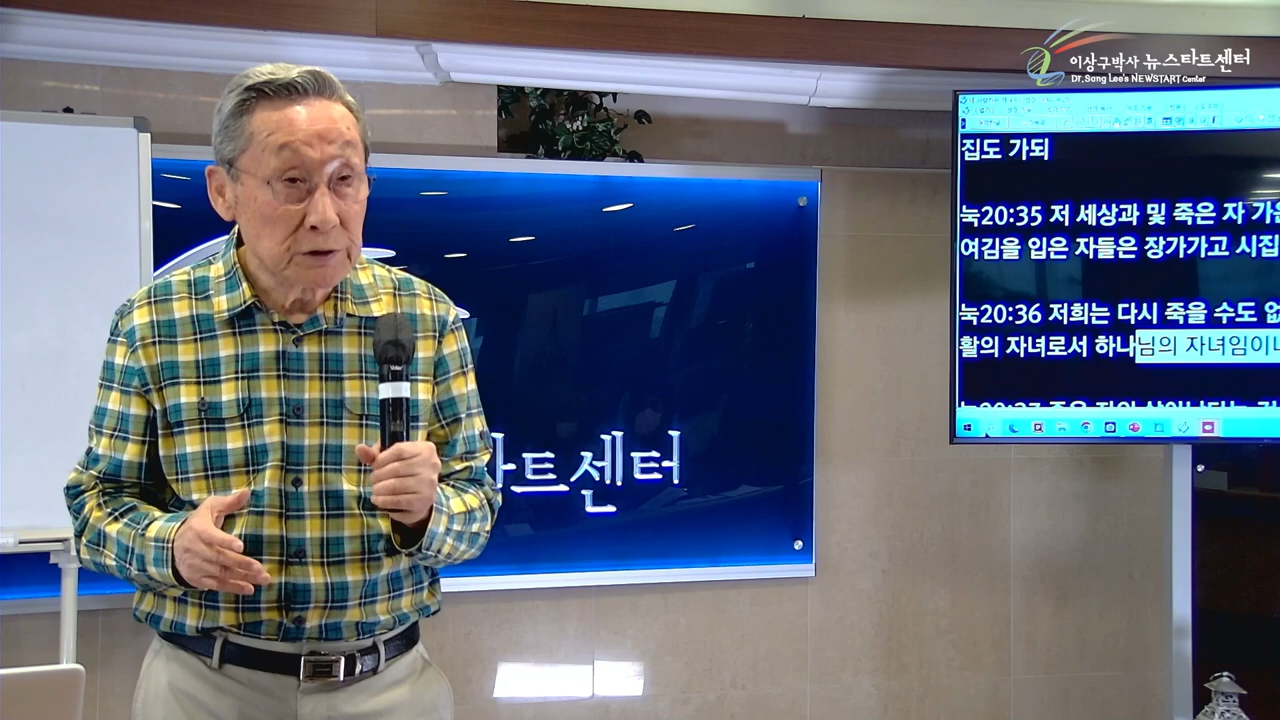 이상구박사 뉴스타트센터
Dr. Sang Lee's NEWSTART Center
집도 가되
눅20:35 저 세상과 및 죽은 자 가운
여김을 입은 자들은 장가가고 시집
눅20:36 저희는 다시 죽을 수도 없
활의 자녀로서 하나님의 자녀임이니
타트센터